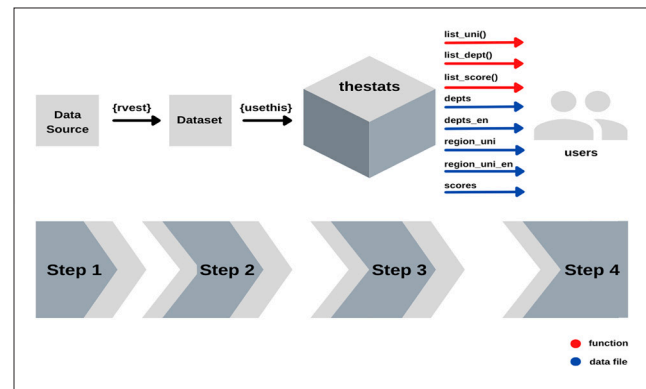 list_uni()
list_dept()
list_score()
depts
depts_en
region_uni
region_uni_en
scores
Data
Source
{rvest}
Dataset
{usethis}
thestats
users
Step 1
Step 2
Step 3
Step 4
function
data file